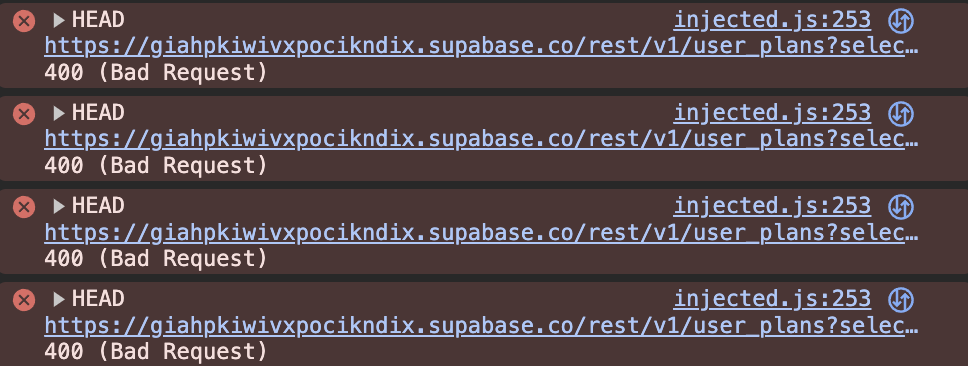 HEAD injected.js:253
https://giahpkiwivxpocikndix.supabase.co/rest/v1/user_plans?selec…
400 (Bad Request)
HEAD injected.js:253
https://giahpkiwivxpocikndix.supabase.co/rest/v1/user_plans?selec…
400 (Bad Request)
HEAD injected.js:253
https://giahpkiwivxpocikndix.supabase.co/rest/v1/user_plans?selec…
400 (Bad Request)
HEAD injected.js:253
https://giahpkiwivxpocikndix.supabase.co/rest/v1/user_plans?selec…
400 (Bad Request)